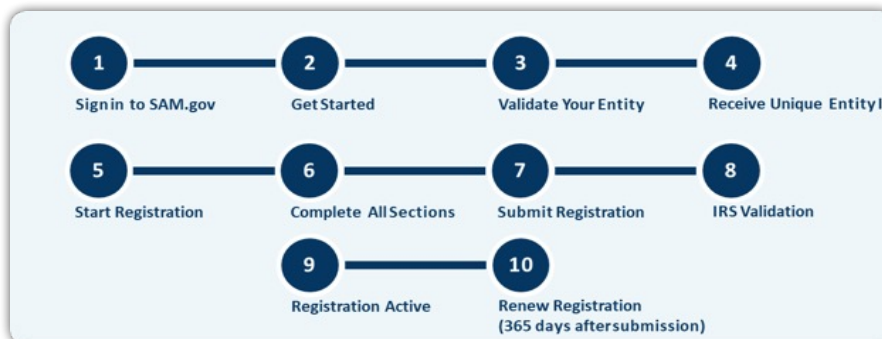 1 2 3 4
Sign in to SAM.gov Get Started Validate Your Entity Receive Unique Entity I
5 6 7 8
Start Registration Complete All Sections Submit Registration IRS Validation
9 10
Registration Active Renew Registration
(365 days after submission)